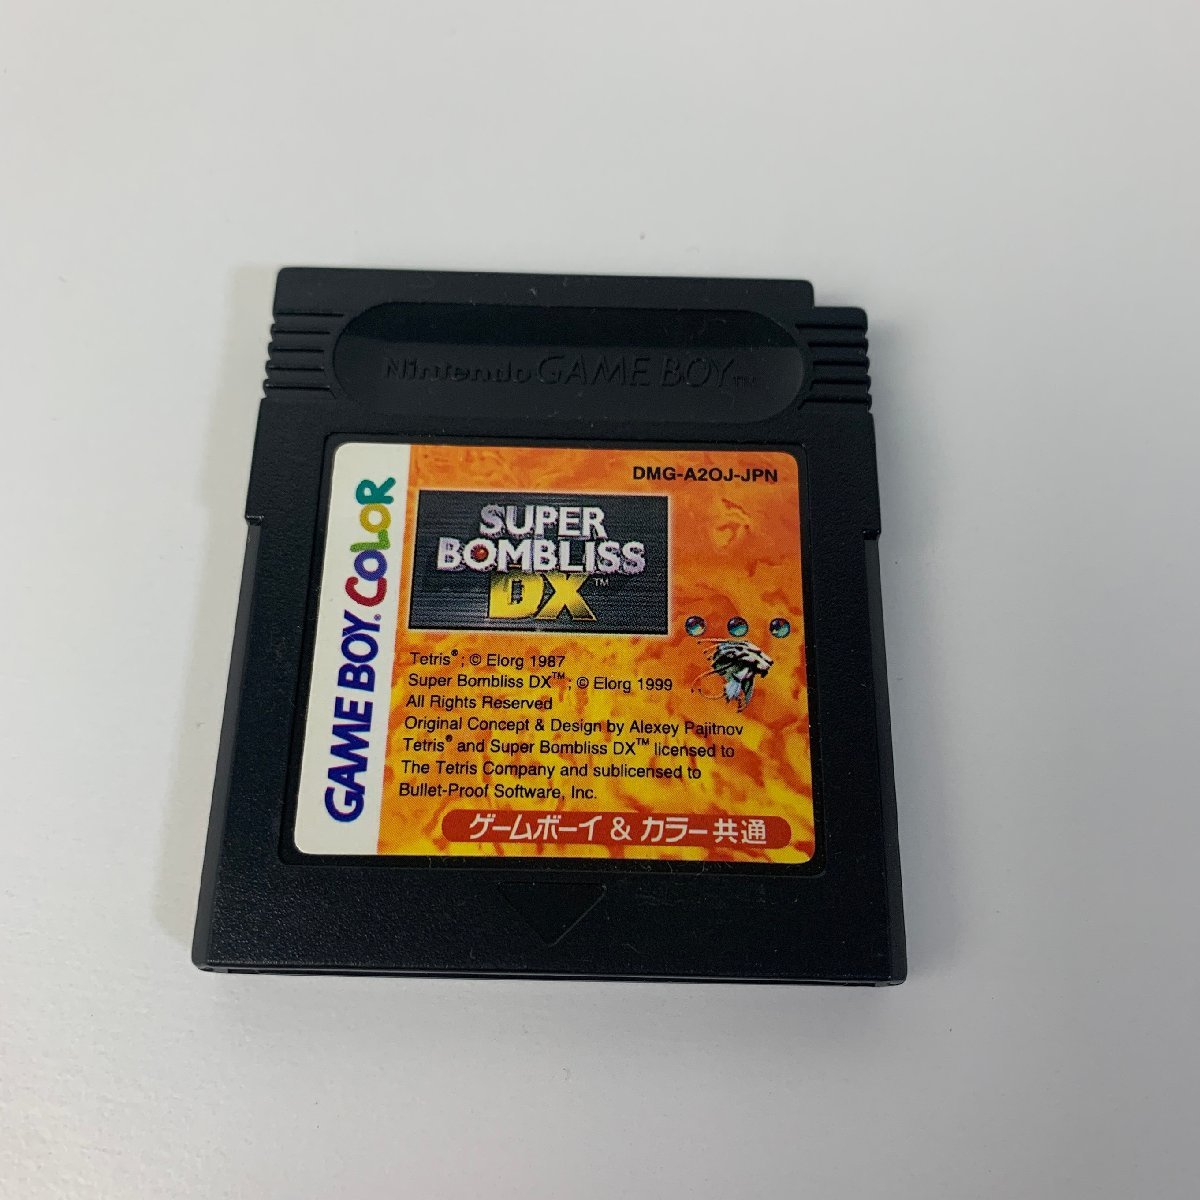 Nintendo GAME BOY™
DMG-A2OJ-JPN
GAME BOY® COLOR
SUPER
BOMBLISS
DX™
Tetris®; © Elorg 1987
Super Bombliss DX™; © Elorg 1999
All Rights Reserved
Original Concept & Design by Alexey Pajitnov
Tetris® and Super Bombliss DX™ licensed to
The Tetris Company and sublicensed to
Bullet-Proof Software, Inc.
ゲームボーイ & カラー共通